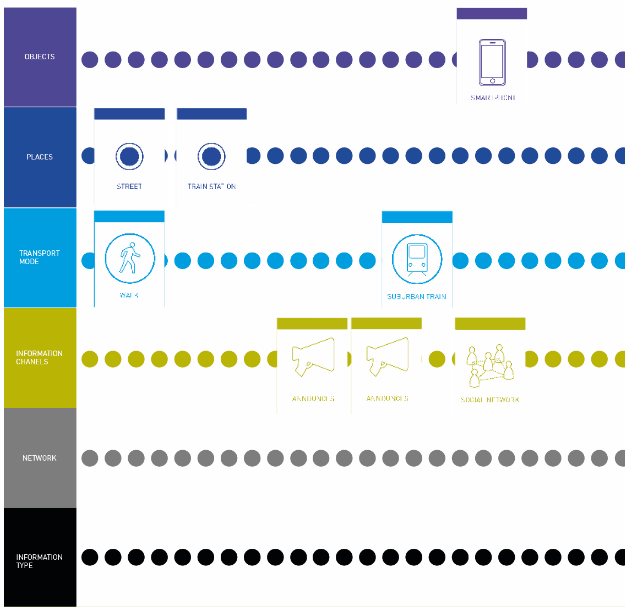 OBJECTS
SMARTPHONE
PLACES
STREET
TRAIN STATION
TRANSPORT
MODE
WALK
SUBURBAN TRAIN
INFORMATION
CHANELS
ANNOUNCES
ANNOUNCES
SOCIAL NETWORK
NETWORK
INFORMATION
TYPE